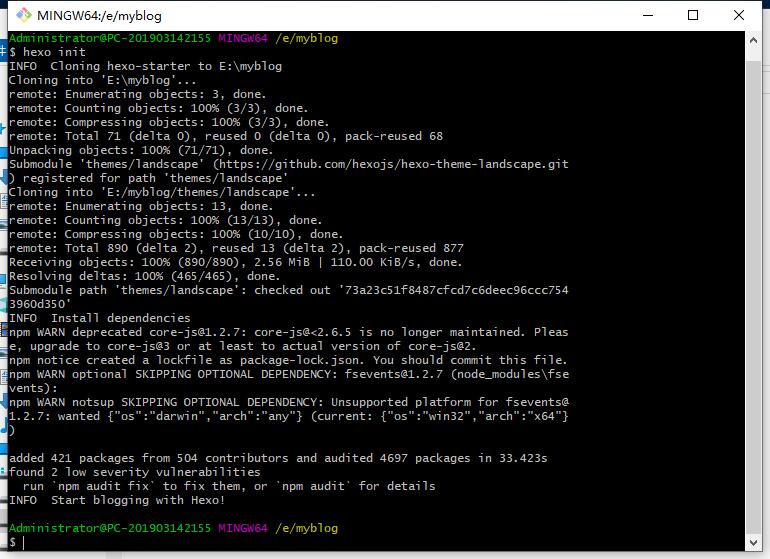 MINGW64:/e/myblog
Administrator@PC-201903142155 MINGW64 /e/myblog
$ hexo init
INFO  Cloning hexo-starter to E:\myblog
Cloning into 'E:\myblog'...
remote: Enumerating objects: 3, done.
remote: Counting objects: 100% (3/3), done.
remote: Compressing objects: 100% (3/3), done.
remote: Total 71 (delta 0), reused 0 (delta 0), pack-reused 68
Unpacking objects: 100% (71/71), done.
Submodule 'themes/landscape' (https://github.com/hexojs/hexo-theme-landscape.git
) registered for path 'themes/landscape'
Cloning into 'E:/myblog/themes/landscape'...
remote: Enumerating objects: 13, done.
remote: Counting objects: 100% (13/13), done.
remote: Compressing objects: 100% (10/10), done.
remote: Total 890 (delta 2), reused 13 (delta 2), pack-reused 877
Receiving objects: 100% (890/890), 2.56 MiB | 110.00 KiB/s, done.
Resolving deltas: 100% (465/465), done.
Submodule path 'themes/landscape': checked out '73a23c51f8487cfcd7c6deec96ccc754
3960d350'
INFO  Install dependencies
npm WARN deprecated core-js@1.2.7: core-js@<2.6.5 is no longer maintained. Pleas
e, upgrade to core-js@3 or at least to actual version of core-js@2.
npm notice created a lockfile as package-lock.json. You should commit this file.
npm WARN optional SKIPPING OPTIONAL DEPENDENCY: fsevents@1.2.7 (node_modules\fse
vents):
npm WARN notsup SKIPPING OPTIONAL DEPENDENCY: Unsupported platform for fsevents@
1.2.7: wanted {"os":"darwin","arch":"any"} (current: {"os":"win32","arch":"x64"}
)
added 421 packages from 504 contributors and audited 4697 packages in 33.423s
found 2 low severity vulnerabilities
  run `npm audit fix` to fix them, or `npm audit` for details
INFO  Start blogging with Hexo!
Administrator@PC-201903142155 MINGW64 /e/myblog
$